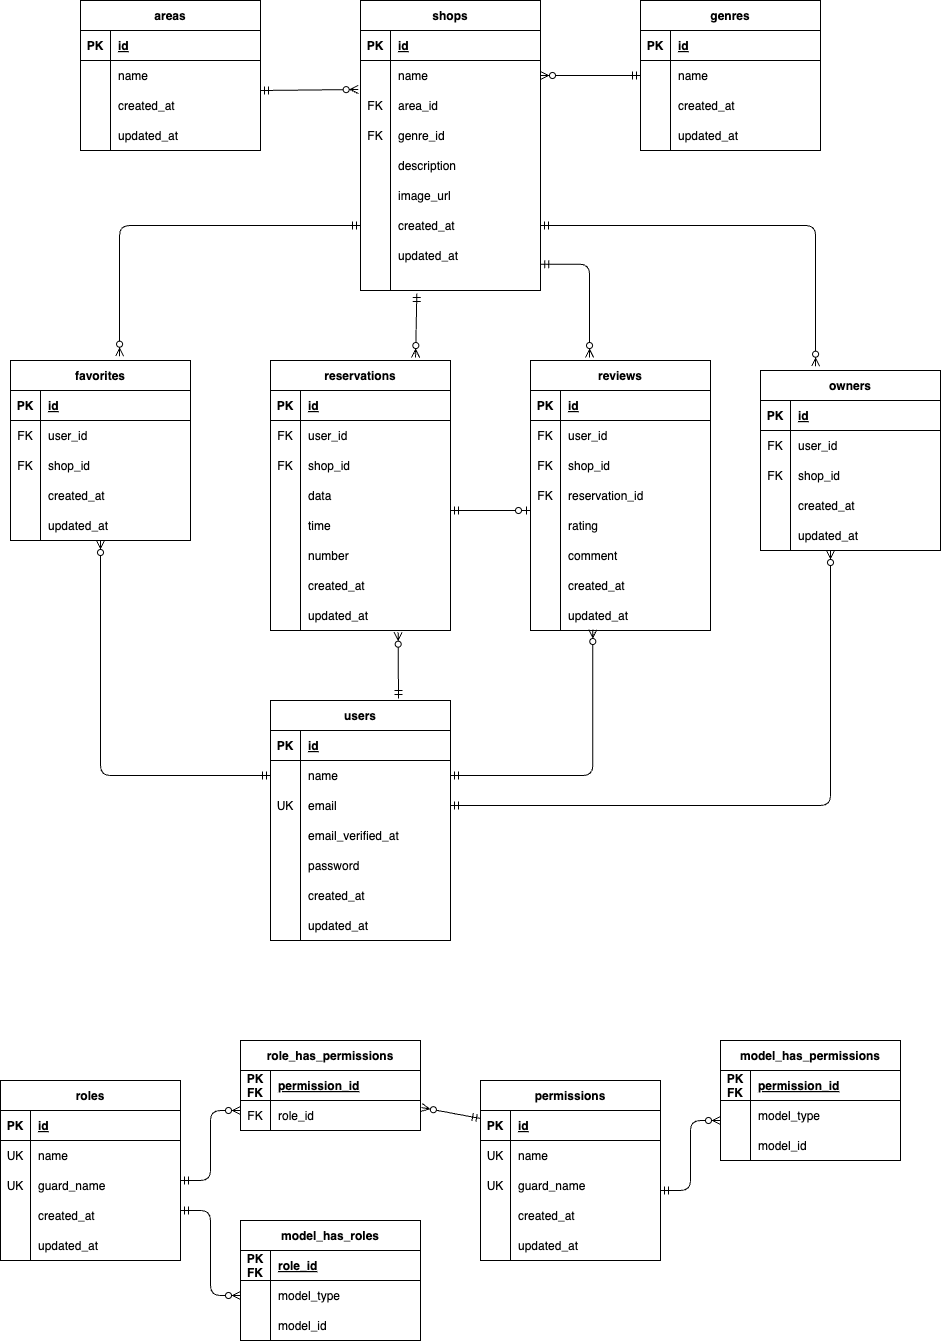 areas
PK id
name
created_at
updated_at
shops
PK id
name
FK area_id
FK genre_id
description
image_url
created_at
updated_at
genres
PK id
name
created_at
updated_at
favorites
PK id
FK user_id
FK shop_id
created_at
updated_at
reservations
PK id
FK user_id
FK shop_id
data
time
number
created_at
updated_at
reviews
PK id
FK user_id
FK shop_id
FK reservation_id
rating
comment
created_at
updated_at
owners
PK id
FK user_id
FK shop_id
created_at
updated_at
users
PK id
name
UK email
email_verified_at
password
created_at
updated_at
roles
PK id
UK name
UK guard_name
created_at
updated_at
role_has_permissions
PK
FK permission_id
FK role_id
model_has_roles
PK
FK role_id
model_type
model_id
permissions
PK id
UK name
UK guard_name
created_at
updated_at
model_has_permissions
PK
FK permission_id
model_type
model_id